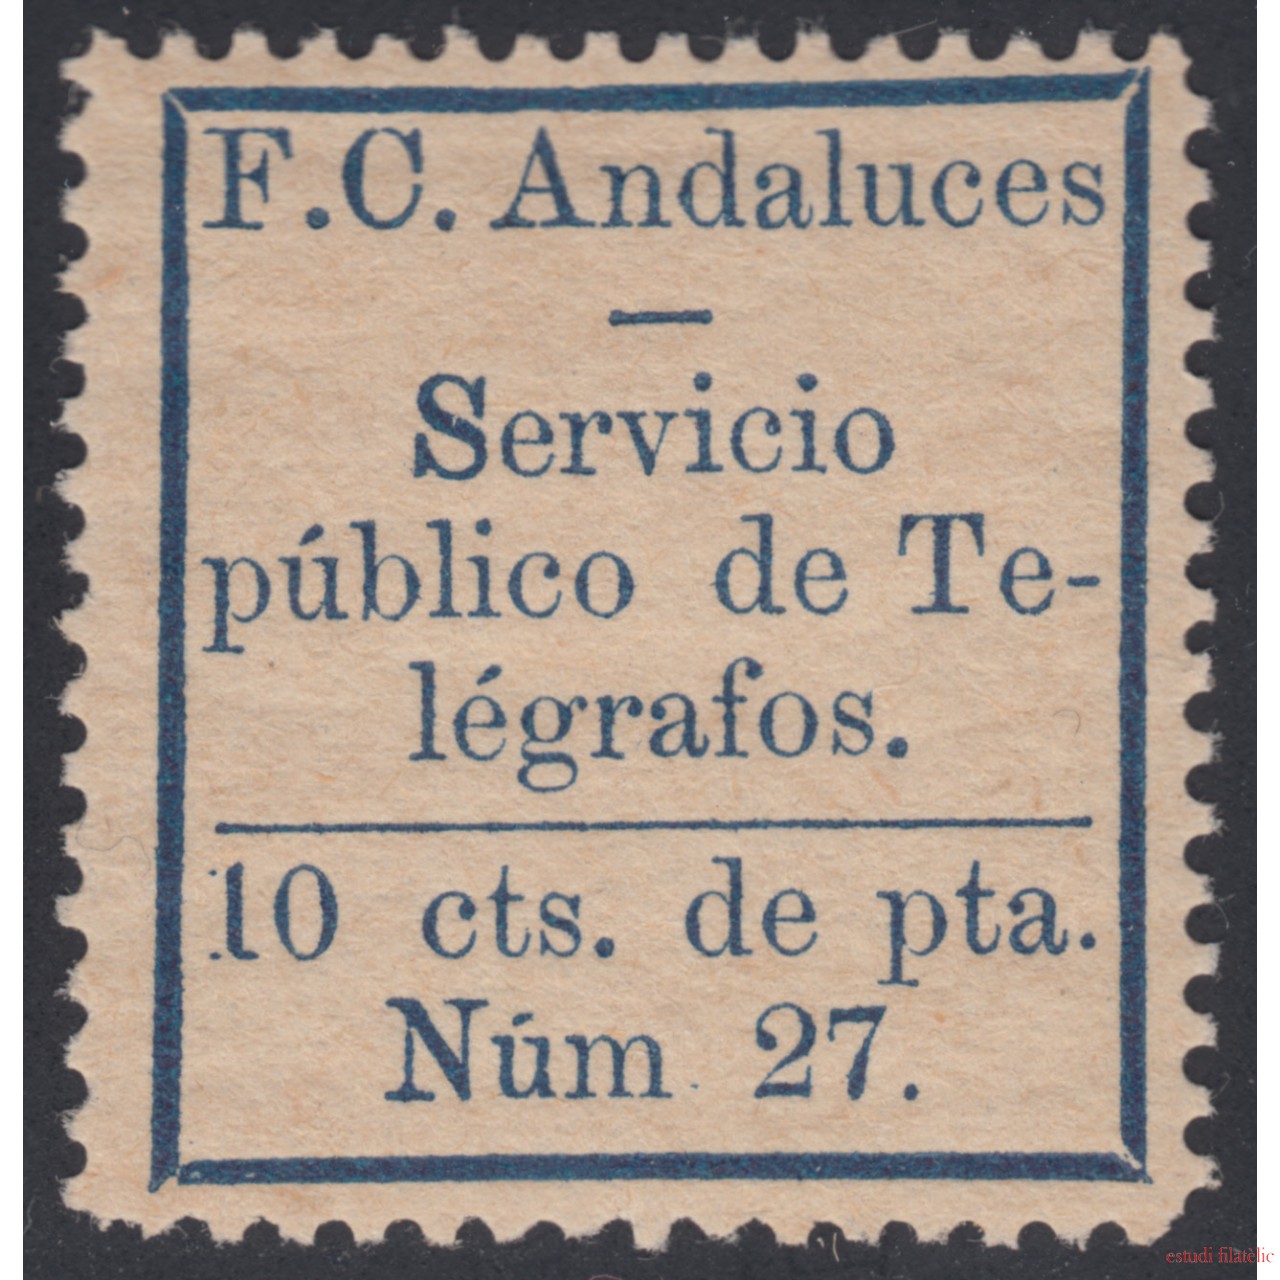 F.C. Andaluces
—
Servicio
público de Te-
légrafos.
10 cts. de pta.
Núm 27.
estudi filatèlic